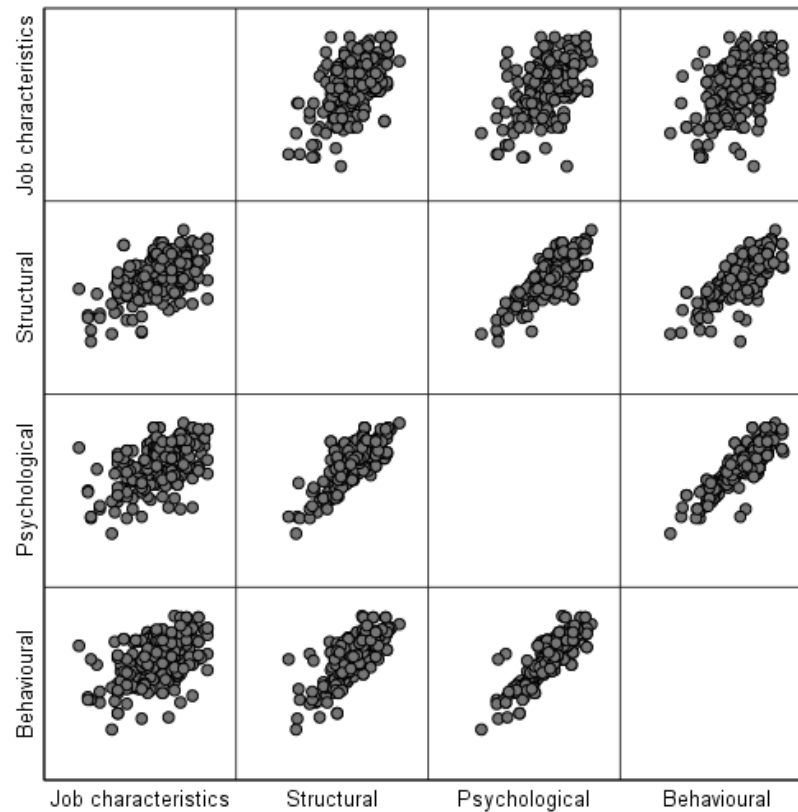 Job characteristics
Structural
Psychological
Behavioural
Job characteristics
Structural
Psychological
Behavioural